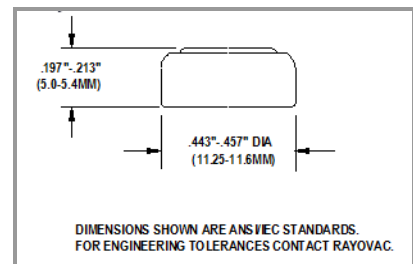 .197"-.213"
(5.0-5.4MM)
.443"-.457" DIA
(11.25-11.6MM)
DIMENSIONS SHOWN ARE ANSI/IEC STANDARDS.
FOR ENGINEERING TOLERANCES CONTACT RAYOVAC.